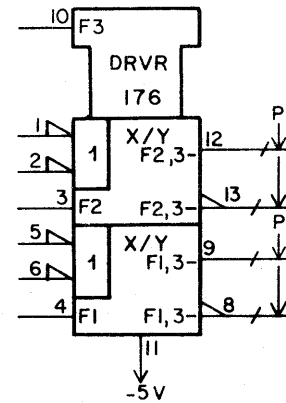 10 F3
DRVR
176
1 X/Y 12 P
2 1 F2,3-
3 F2 F2,3- 13
5 X/Y 9 P
6 1 F1,3-
4 F1 F1,3- 8
11
-5V